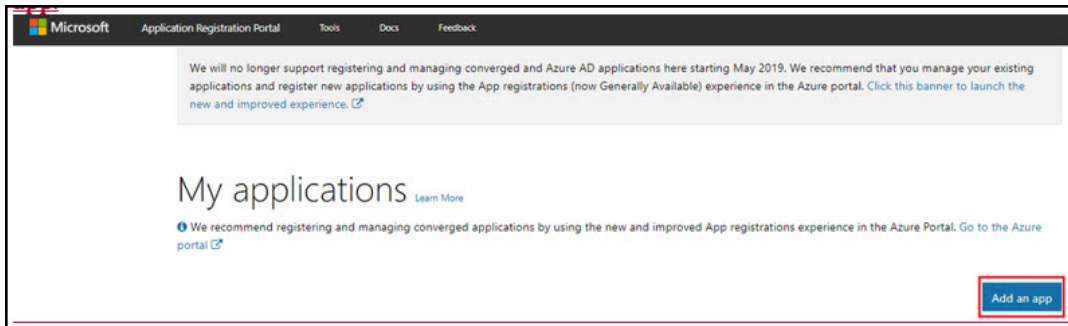 app.
Microsoft Application Registration Portal Tools Docs Feedback
We will no longer support registering and managing converged and Azure AD applications here starting May 2019. We recommend that you manage your existing
applications and register new applications by using the App registrations (now Generally Available) experience in the Azure portal. Click this banner to launch the
new and improved experience.
My applications Learn More
We recommend registering and managing converged applications by using the new and improved App registrations experience in the Azure Portal. Go to the Azure
portal
Add an app